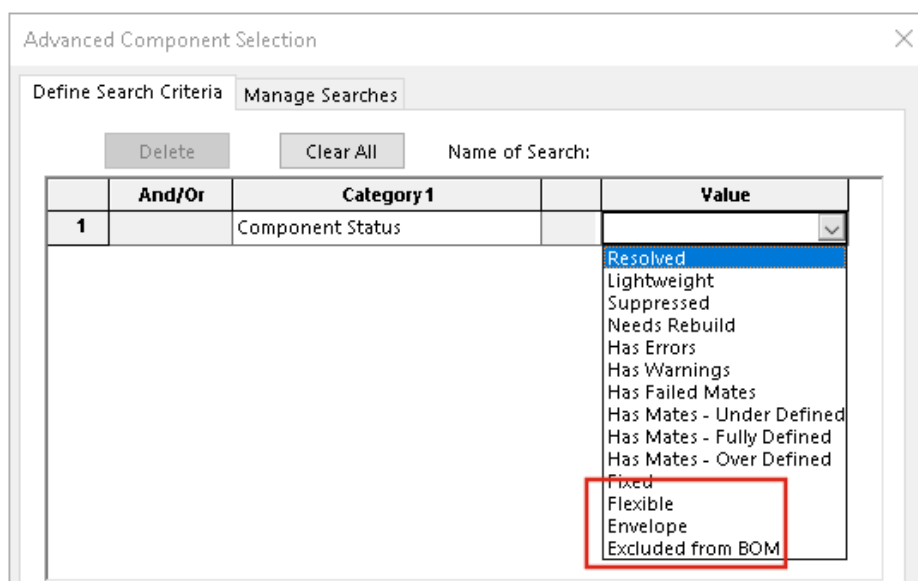 Advanced Component Selection
Define Search Criteria Manage Searches
Delete Clear All Name of Search:
And/Or Category 1 Value
1 Component Status
Resolved
Lightweight
Suppressed
Needs Rebuild
Has Errors
Has Warnings
Has Failed Mates
Has Mates - Under Defined
Has Mates - Fully Defined
Has Mates - Over Defined
Fixed
Flexible
Envelope
Excluded from BOM